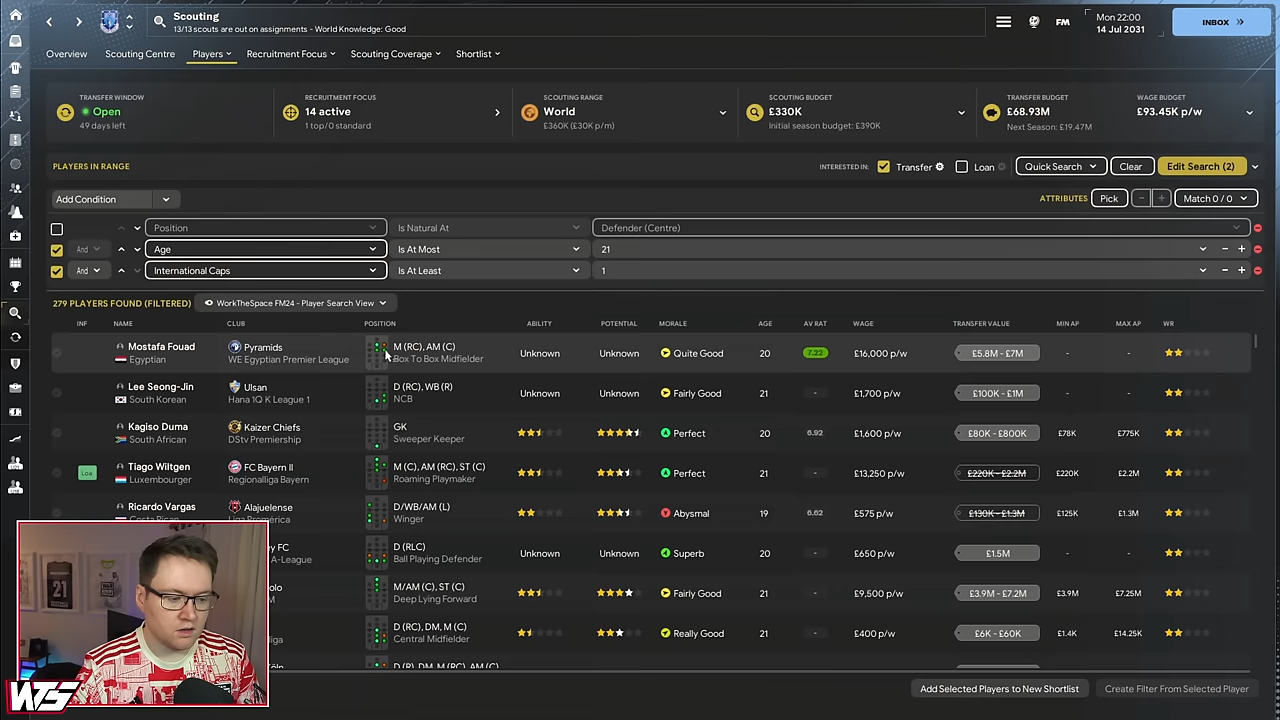 Scouting
13/13 scouts are out on assignments - World Knowledge: Good
FM
Mon 22:00
14 Jul 2031
INBOX
Overview
Scouting Centre
Players
Recruitment Focus
Scouting Coverage
Shortlist
TRANSFER WINDOW
Open
49 days left
RECRUITMENT FOCUS
14 active
1 top/0 standard
SCOUTING RANGE
World
£360K (£30K p/m)
SCOUTING BUDGET
£330K
Initial season budget: £390K
TRANSFER BUDGET
£68.93M
Next Season: £19.47M
WAGE BUDGET
£93.45K p/w
PLAYERS IN RANGE
INTERESTED IN:
Transfer
Loan
Quick Search
Clear
Edit Search (2)
Add Condition
ATTRIBUTES
Pick
Match 0 / 0
Position
Is Natural At
Defender (Centre)
And
Age
Is At Most
21
And
International Caps
Is At Least
1
279 PLAYERS FOUND (FILTERED)
WorkTheSpace FM24 - Player Search View
INF NAME CLUB POSITION ABILITY POTENTIAL MORALE AGE AV RAT WAGE TRANSFER VALUE MIN AP MAX AP WR
Mostafa Fouad Pyramids M (RC), AM (C) Unknown Unknown Quite Good 20 7.22 £16,000 p/w £5.8M - £7M - -
Egyptian WE Egyptian Premier League Box To Box Midfielder
Lee Seong-Jin Ulsan D (RC), WB (R) Unknown Unknown Fairly Good 21 - £1,700 p/w £100K - £1M - -
South Korean Hana 1Q K League 1 NCB
Kagiso Duma Kaizer Chiefs GK Perfect 20 6.92 £1,600 p/w £80K - £800K £78K £775K
South African DStv Premiership Sweeper Keeper
Loa Tiago Wiltgen FC Bayern II M (C), AM (RC), ST (C) Perfect 21 - £13,250 p/w £220K - £2.2M £220K £2.2M
Luxembourger Regionalliga Bayern Roaming Playmaker
Ricardo Vargas Alajuelense D/WB/AM (L) Abysmal 19 6.62 £575 p/w £130K - £1.3M £125K £1.3M
Winger
ey FC D (RLC) Unknown Unknown Superb 20 - £650 p/w £1.5M - -
A-League Ball Playing Defender
olo M/AM (C), ST (C) Fairly Good 21 - £9,500 p/w £3.9M - £7.2M £3.9M £7.25M
Deep Lying Forward
D (RC), DM, M (C) Really Good 21 - £400 p/w £6K - £60K £1.4K £14.25K
liga Central Midfielder
Köln D (R), DM, M (RC), AM (C)
21
WTS
Add Selected Players to New Shortlist
Create Filter From Selected Player